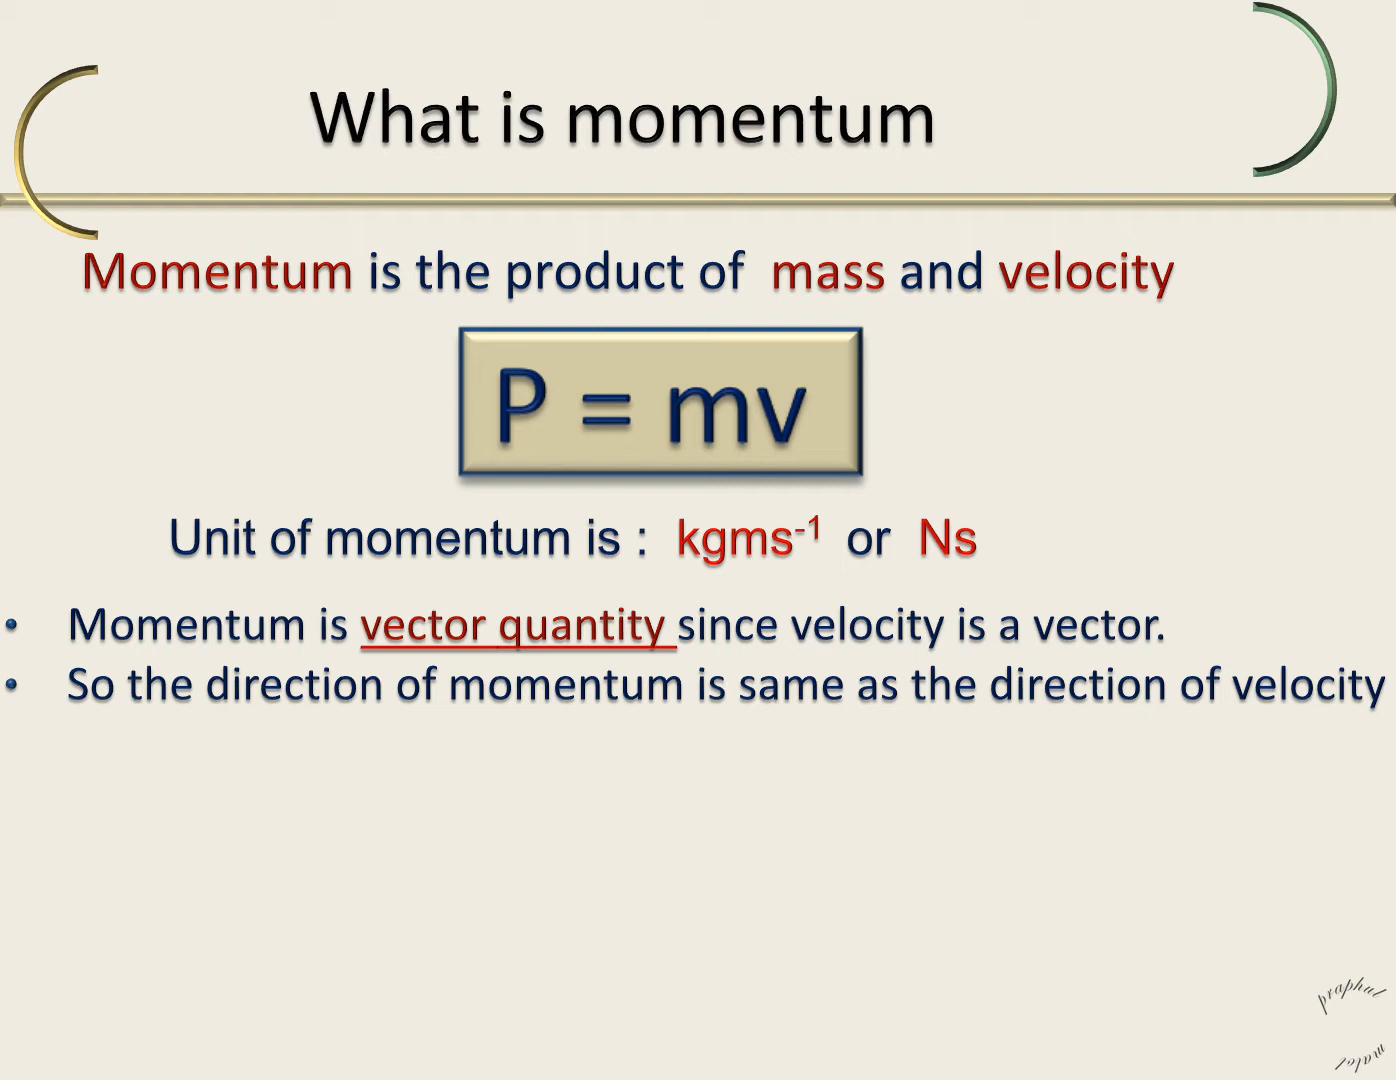 What is momentum
Momentum is the product of mass and velocity
P = mv
Unit of momentum is : kgms⁻¹ or Ns
• Momentum is vector quantity since velocity is a vector.
• So the direction of momentum is same as the direction of velocity
praphul